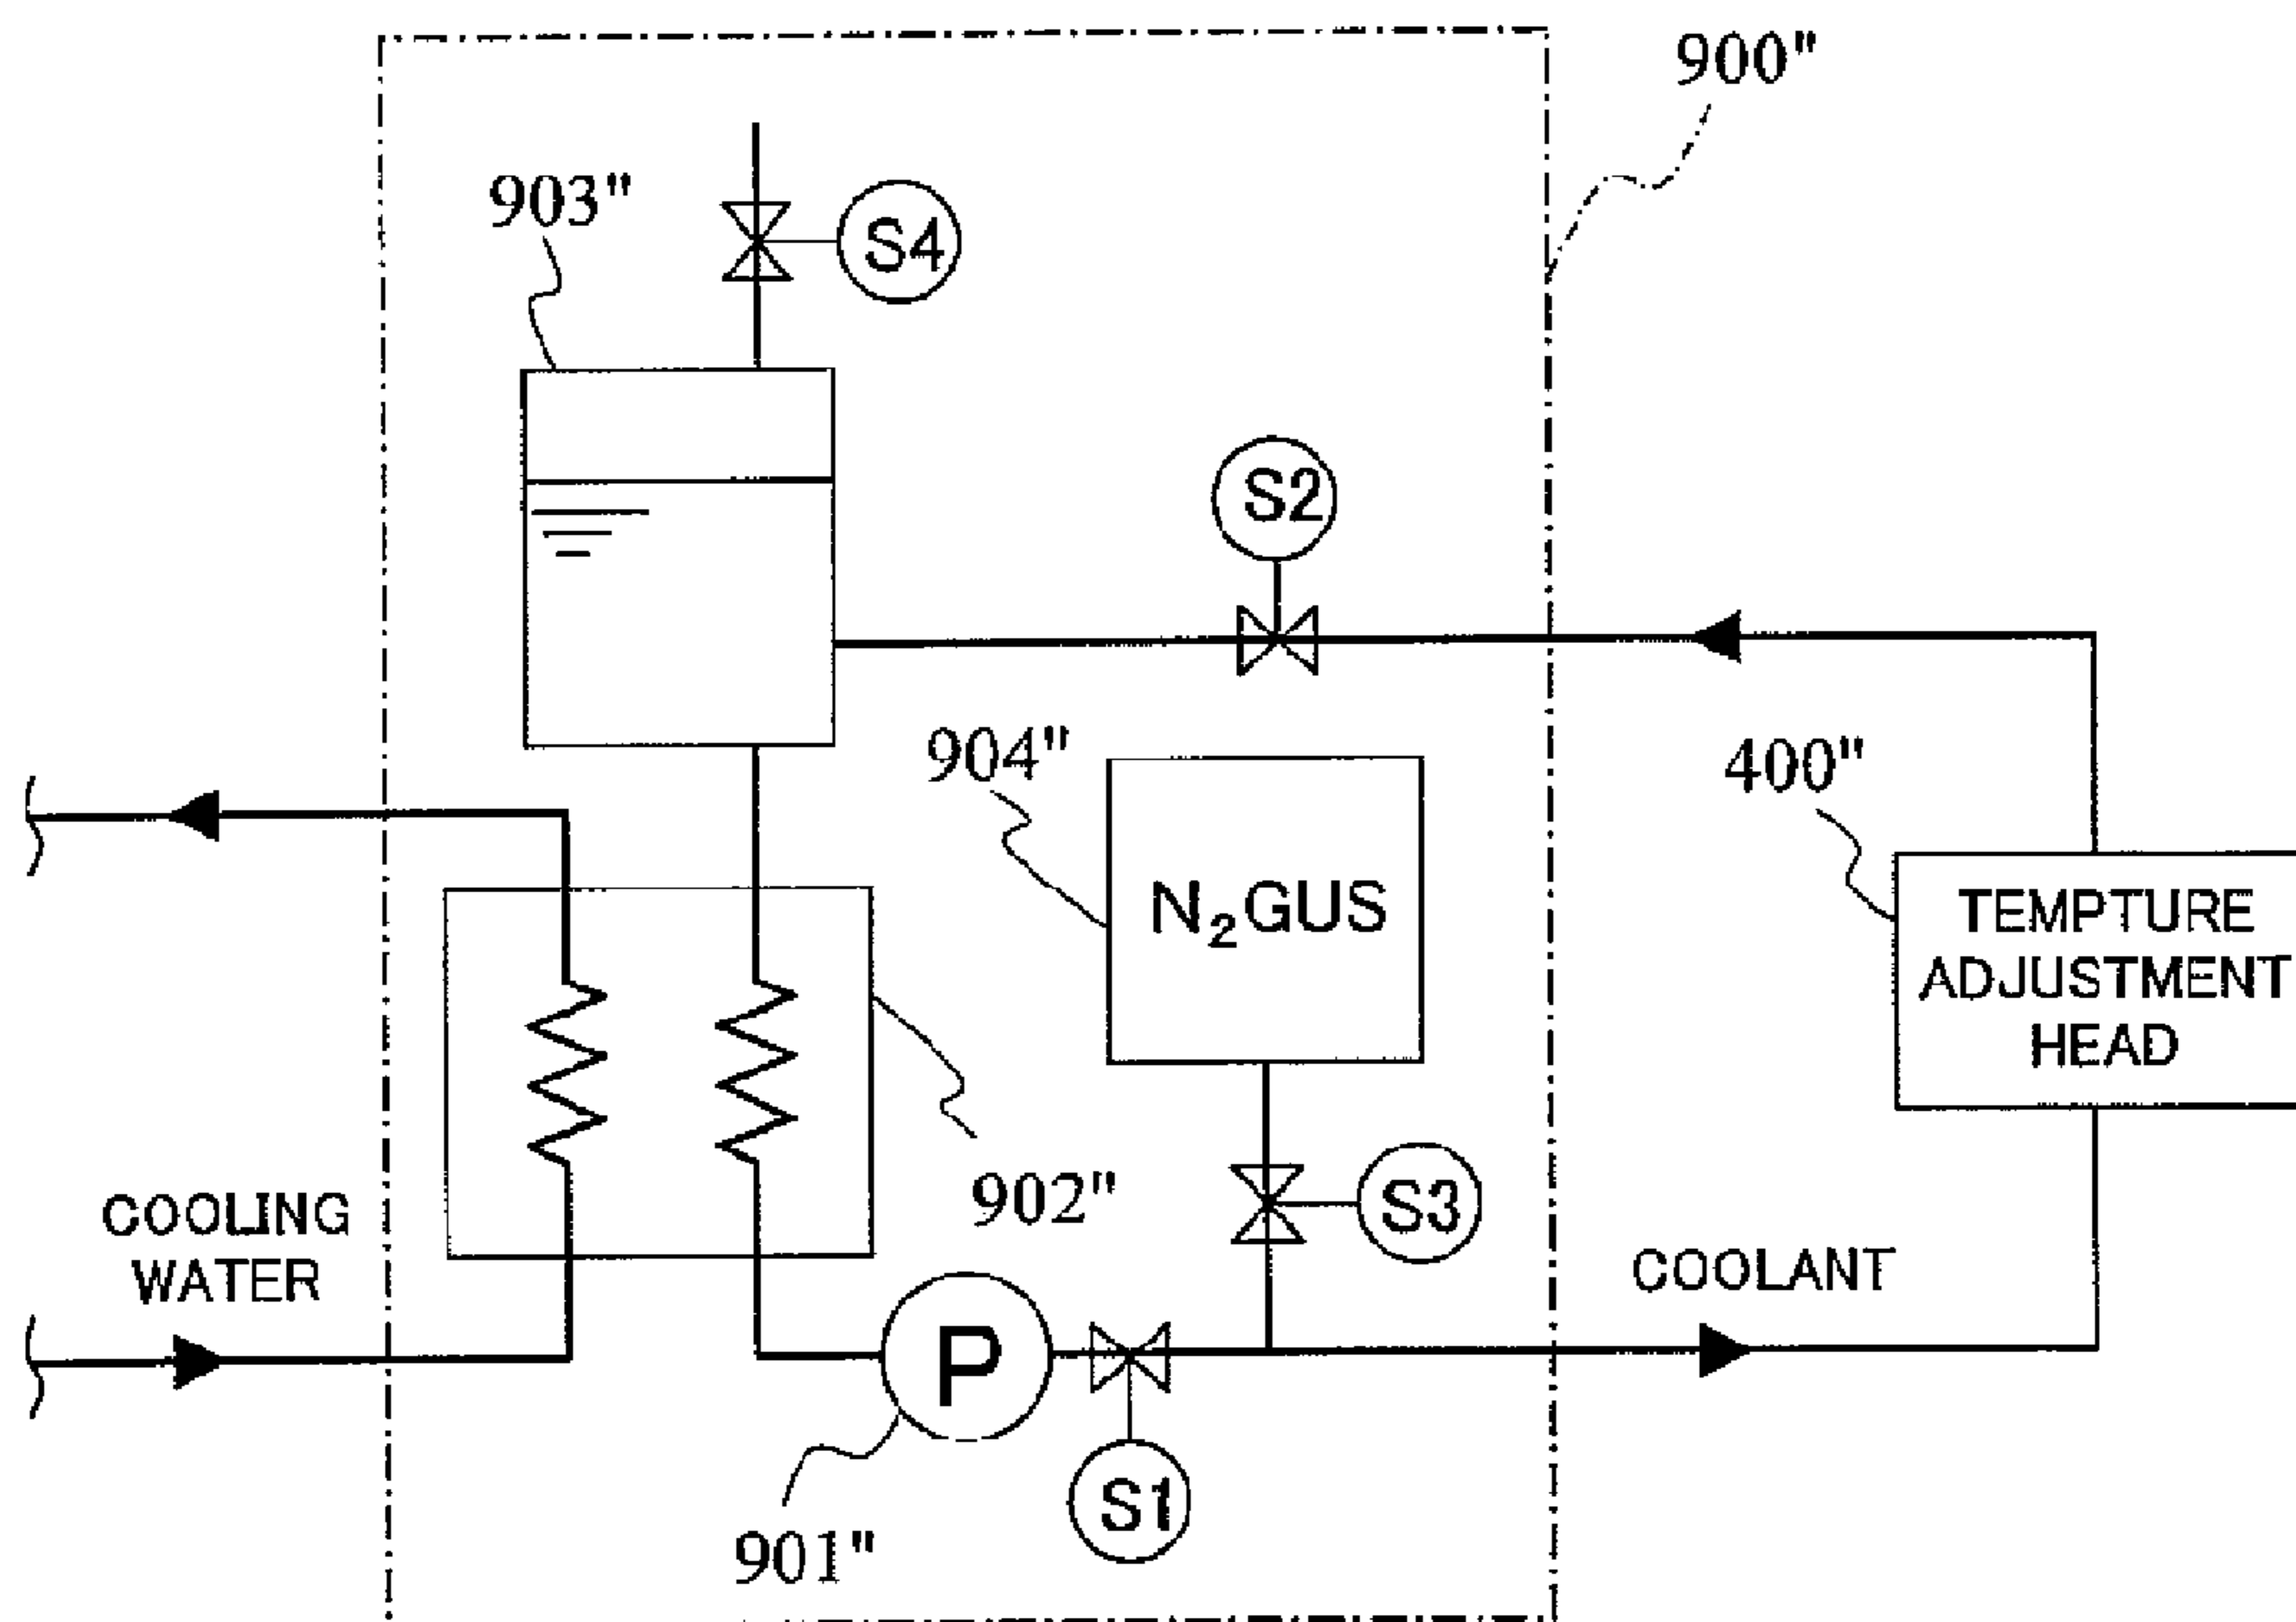 900"
903"
S4
S2
904"
400"
N₂GUS
TEMPTURE
ADJUSTMENT
HEAD
902"
S3
COOLING
WATER
COOLANT
P
S1
901"